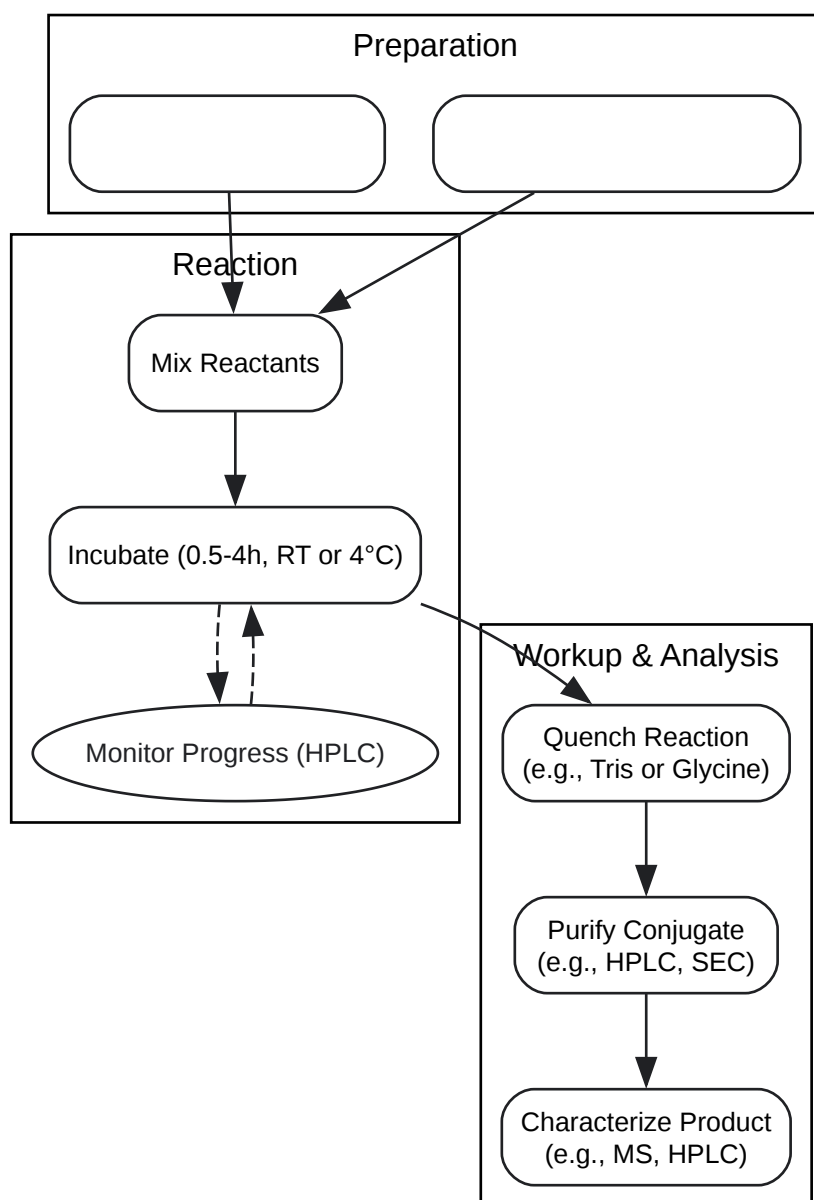 Preparation
Reaction
Mix Reactants
Incubate (0.5-4h, RT or 4°C)
Monitor Progress (HPLC)
Workup & Analysis
Quench Reaction
(e.g., Tris or Glycine)
Purify Conjugate
(e.g., HPLC, SEC)
Characterize Product
(e.g., MS, HPLC)